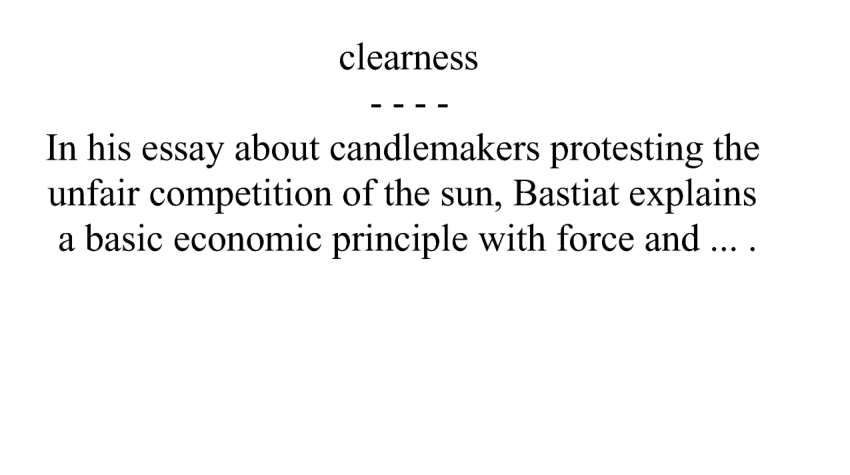 clearness
- - - -
In his essay about candlemakers protesting the
unfair competition of the sun, Bastiat explains
a basic economic principle with force and ... .